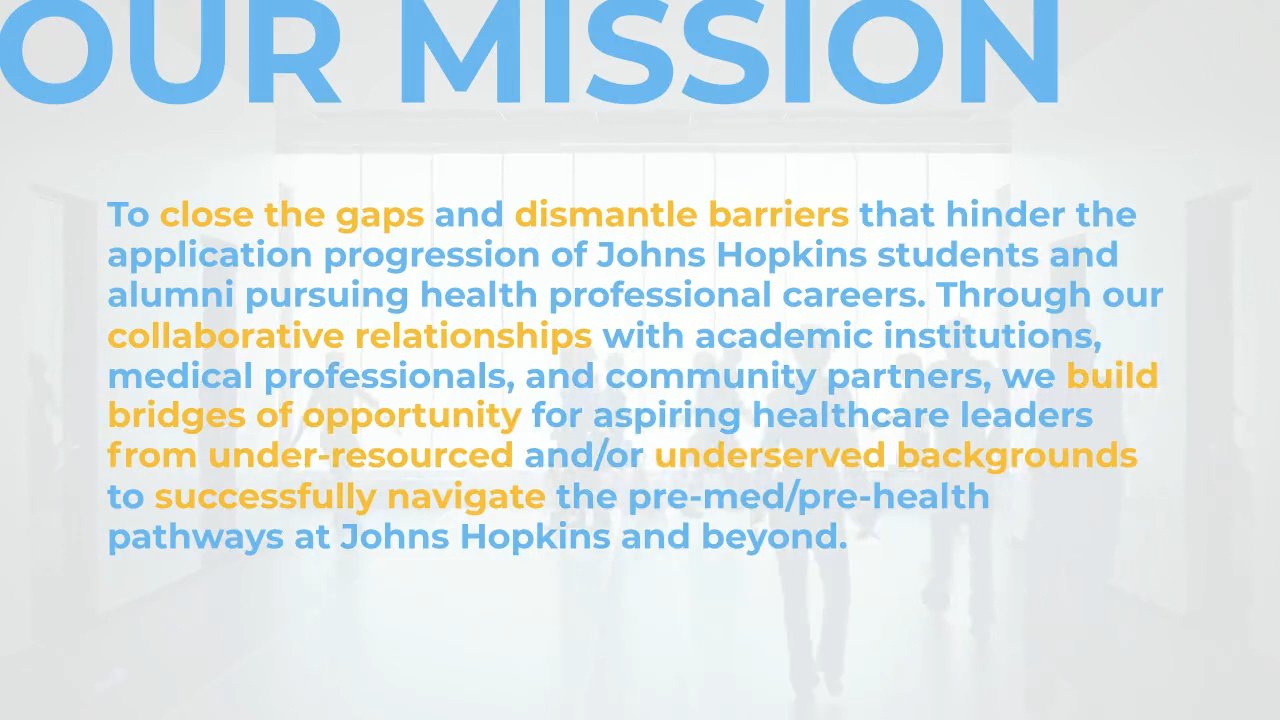 OUR MISSION
To close the gaps and dismantle barriers that hinder the
application progression of Johns Hopkins students and
alumni pursuing health professional careers. Through our
collaborative relationships with academic institutions,
medical professionals, and community partners, we build
bridges of opportunity for aspiring healthcare leaders
from under-resourced and/or underserved backgrounds
to successfully navigate the pre-med/pre-health
pathways at Johns Hopkins and beyond.